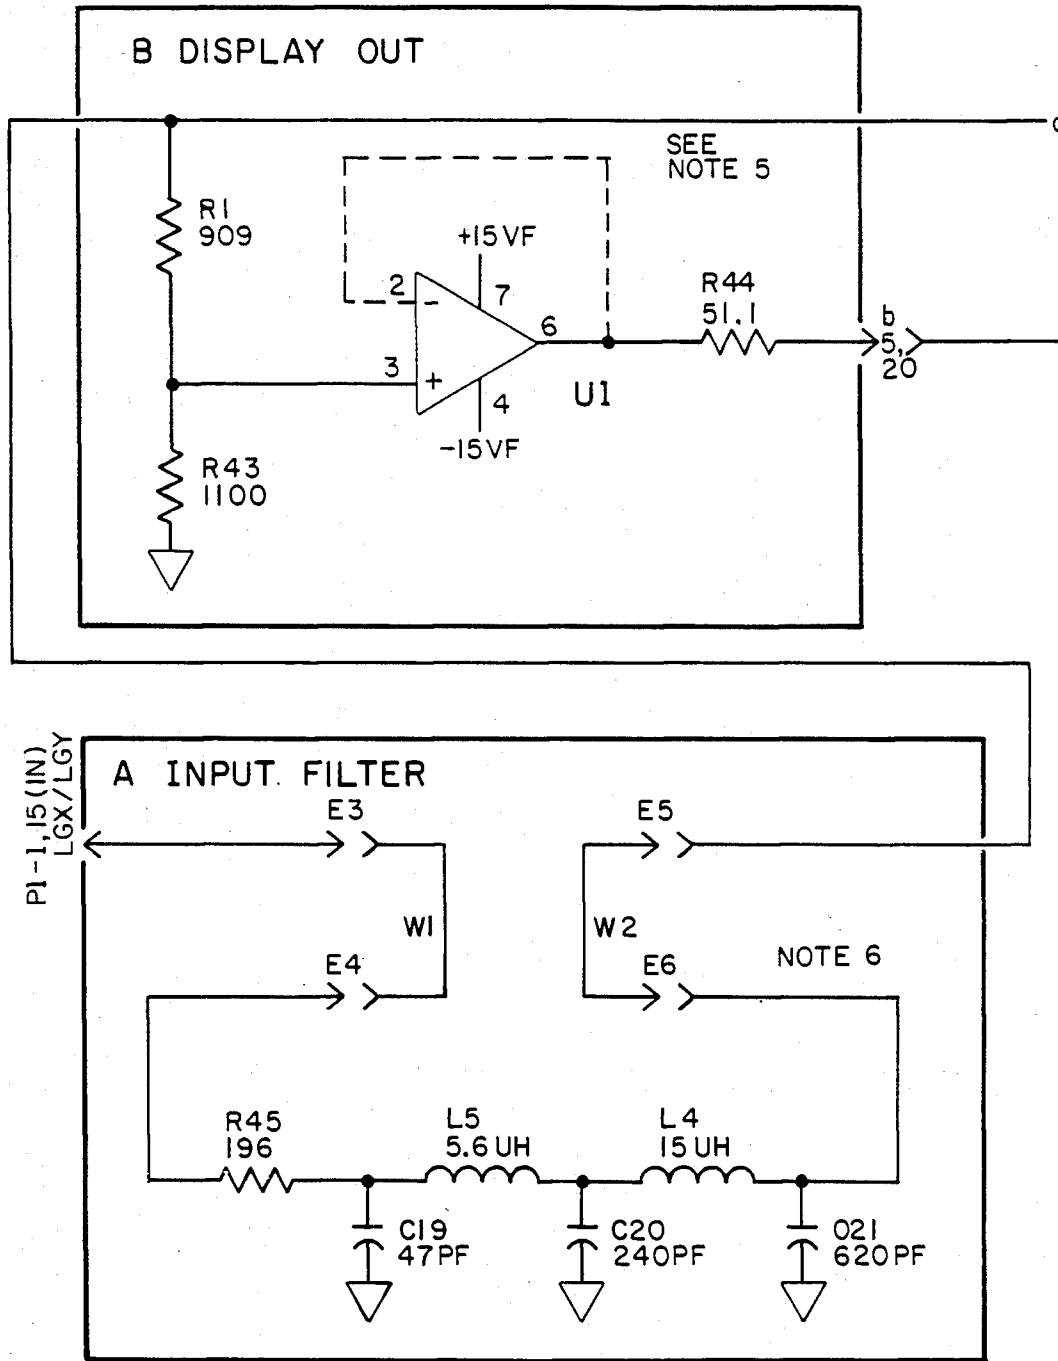 B DISPLAY OUT
SEE
NOTE 5
R1
909
+15VF
2
-
7
6
3
+
4
U1
-15VF
R44
51.1
b
5,
20
R43
1100
P1-1,15(IN)
LGX/LGY
A INPUT FILTER
E3
E5
W1
W2
E4
E6
NOTE 6
R45
196
L5
5.6UH
L4
15UH
C19
47PF
C20
240PF
O21
620PF